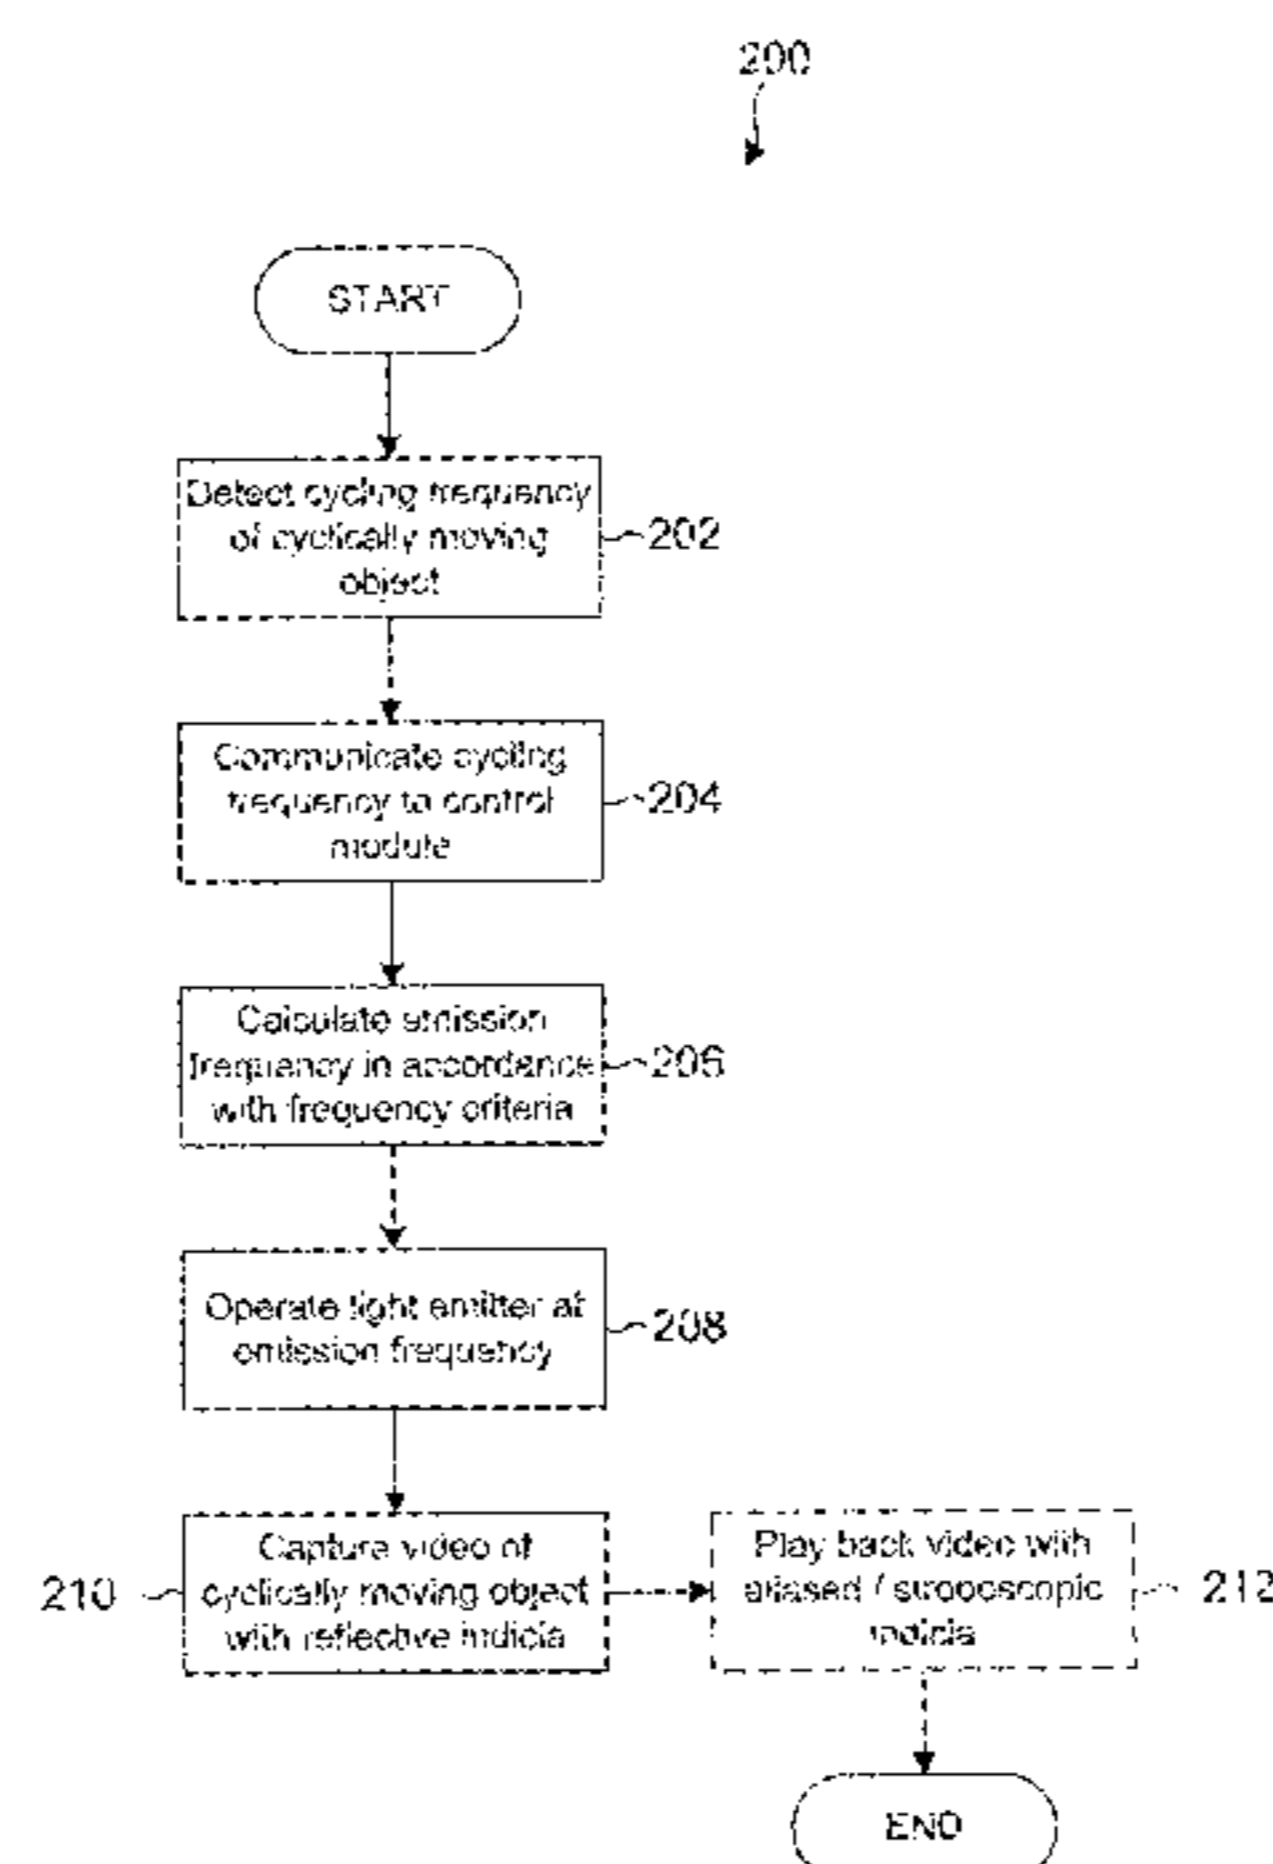 200
START
Detect cycling frequency
of cyclically moving
object
202
Communicate cycling
frequency to control
module
204
Calculate emission
frequency in accordance
with frequency criteria
206
Operate light emitter at
emission frequency
208
Capture video of
cyclically moving object
with reflective indicia
210
Play back video with
aliased / stroboscopic
indicia
212
END